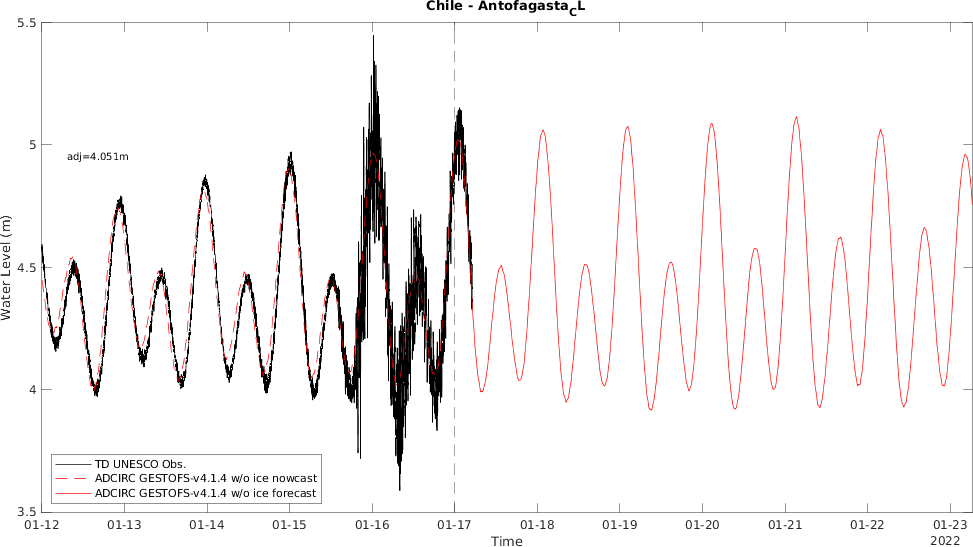 Chile - Antofagasta_CL
5.5
5
4.5
4
3.5
Water Level (m)
adj=4.051m
TD UNESCO Obs.
ADCIRC GESTOFS-v4.1.4 w/o ice nowcast
ADCIRC GESTOFS-v4.1.4 w/o ice forecast
01-12 01-13 01-14 01-15 01-16 01-17 01-18 01-19 01-20 01-21 01-22 01-23
Time
2022